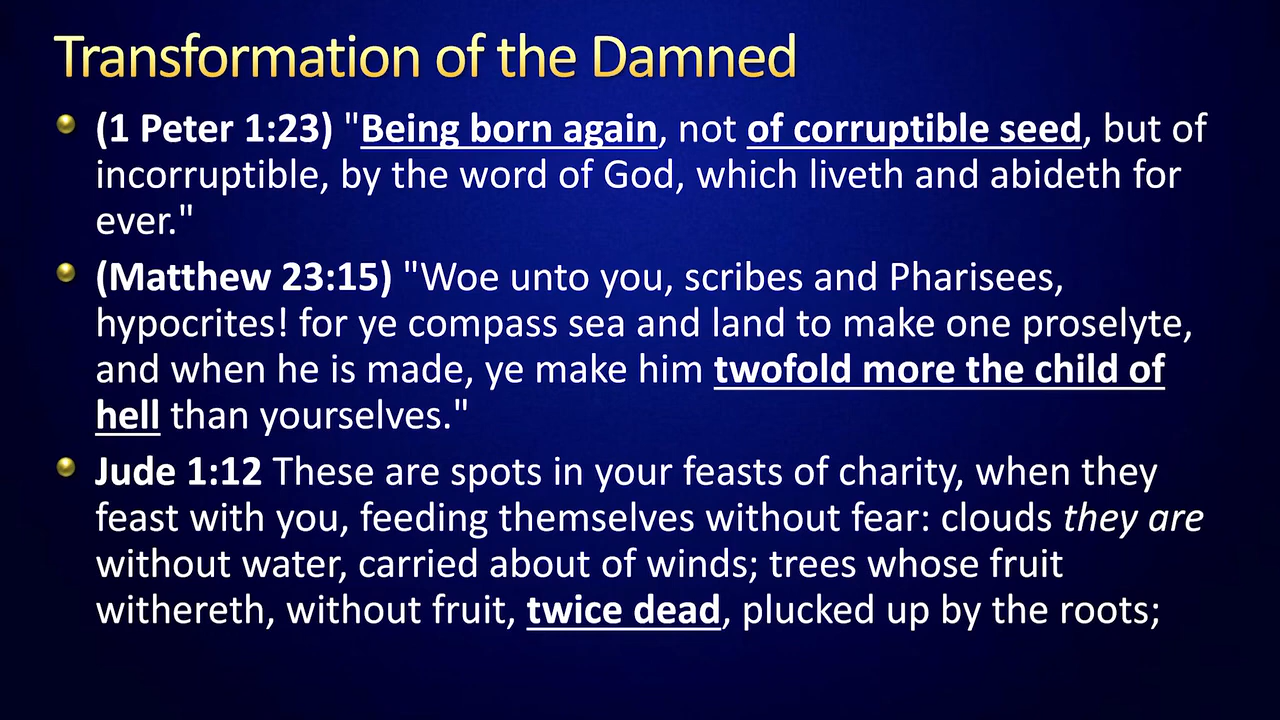 Transformation of the Damned
(1 Peter 1:23) "Being born again, not of corruptible seed, but of
incorruptible, by the word of God, which liveth and abideth for
ever."
(Matthew 23:15) "Woe unto you, scribes and Pharisees,
hypocrites! for ye compass sea and land to make one proselyte,
and when he is made, ye make him twofold more the child of
hell than yourselves."
Jude 1:12 These are spots in your feasts of charity, when they
feast with you, feeding themselves without fear: clouds they are
without water, carried about of winds; trees whose fruit
withereth, without fruit, twice dead, plucked up by the roots;